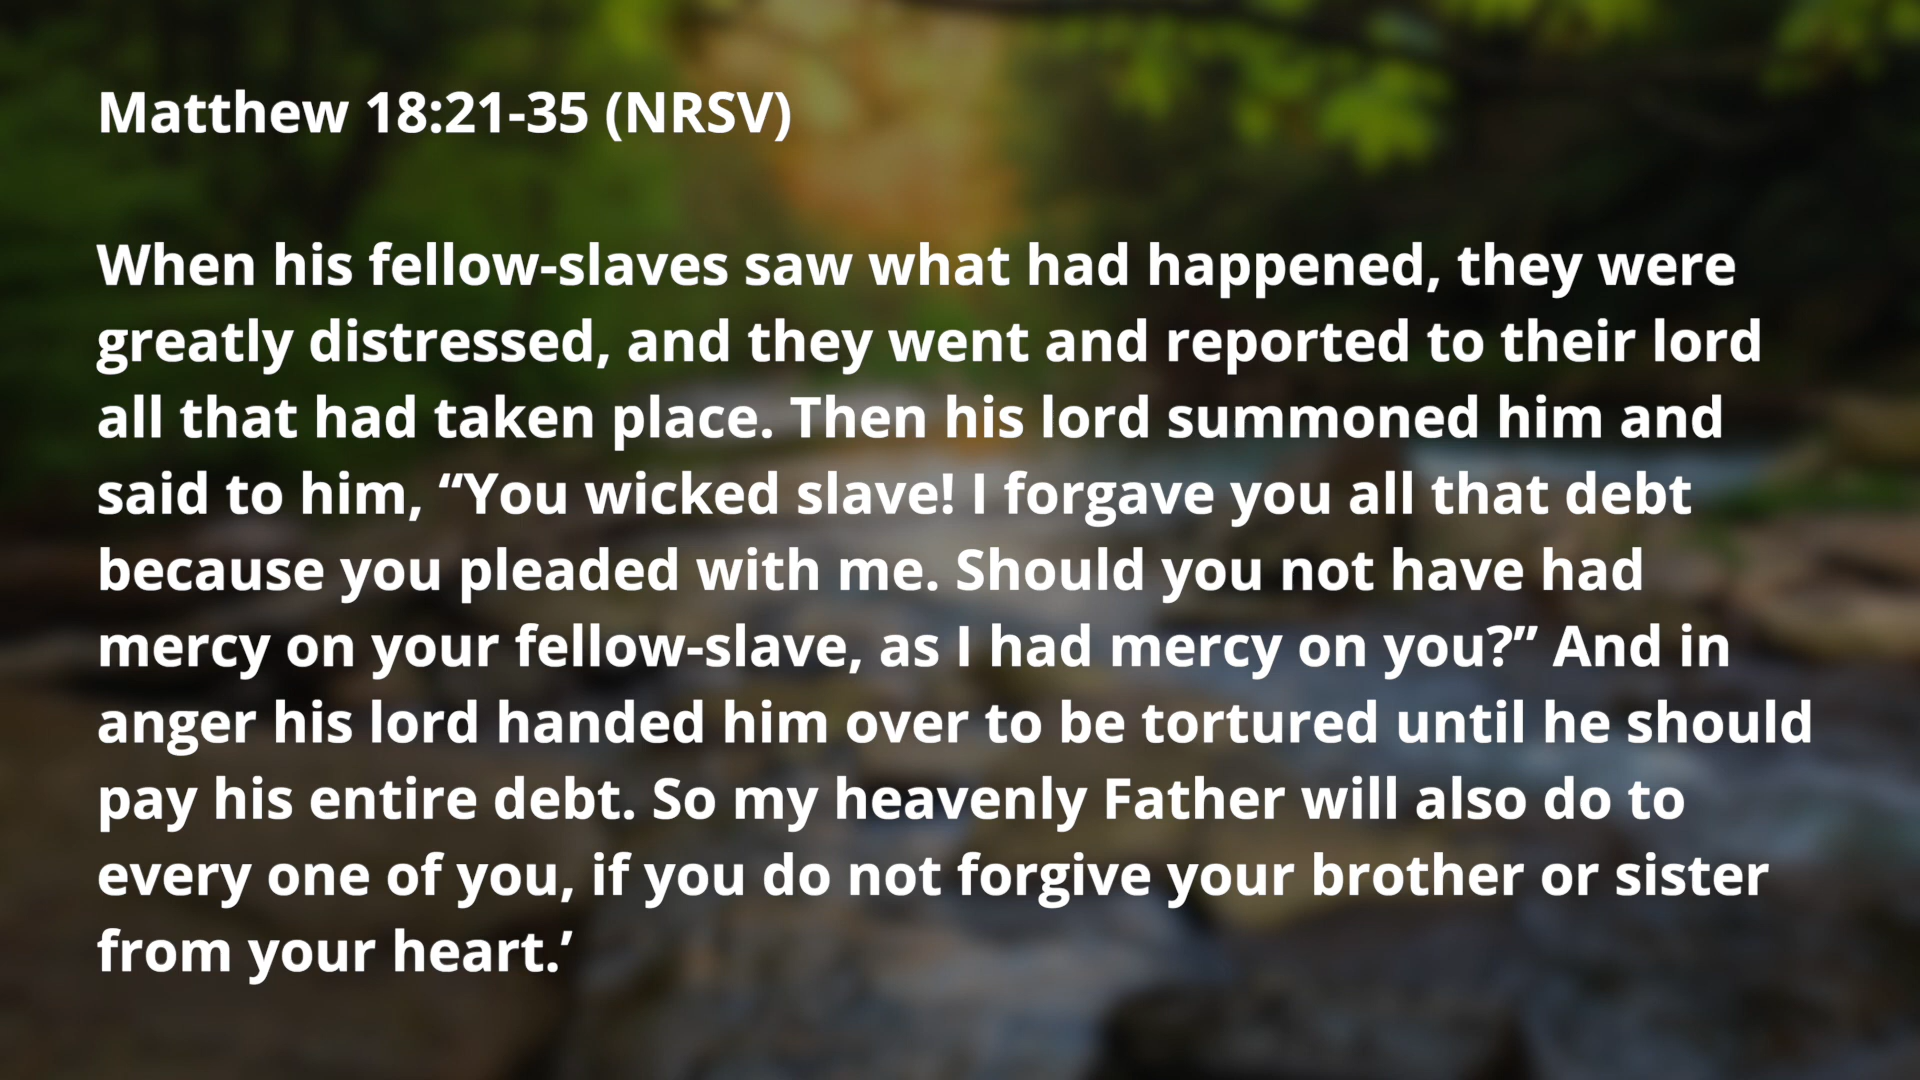 Matthew 18:21-35 (NRSV)
When his fellow-slaves saw what had happened, they were
greatly distressed, and they went and reported to their lord
all that had taken place. Then his lord summoned him and
said to him, “You wicked slave! I forgave you all that debt
because you pleaded with me. Should you not have had
mercy on your fellow-slave, as I had mercy on you?” And in
anger his lord handed him over to be tortured until he should
pay his entire debt. So my heavenly Father will also do to
every one of you, if you do not forgive your brother or sister
from your heart.’